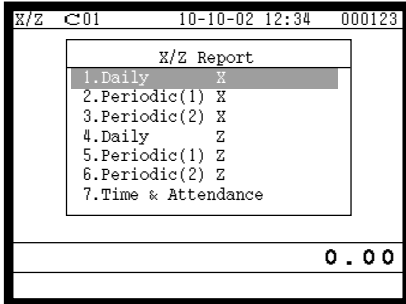 X/Z C01 10-10-02 12:34 000123
X/Z Report
1.Daily X
2.Periodic(1) X
3.Periodic(2) X
4.Daily Z
5.Periodic(1) Z
6.Periodic(2) Z
7.Time & Attendance
0.00